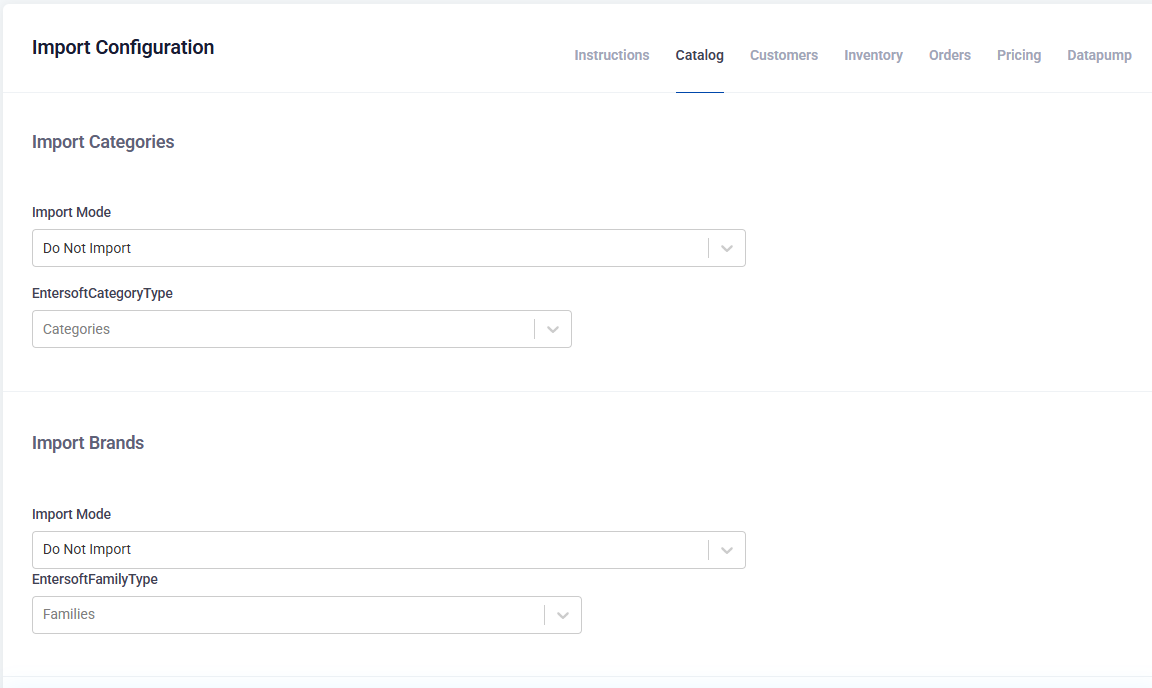 Import Configuration
Instructions Catalog Customers Inventory Orders Pricing Datapump
Import Categories
Import Mode
Do Not Import
EntersoftCategoryType
Categories
Import Brands
Import Mode
Do Not Import
EntersoftFamilyType
Families